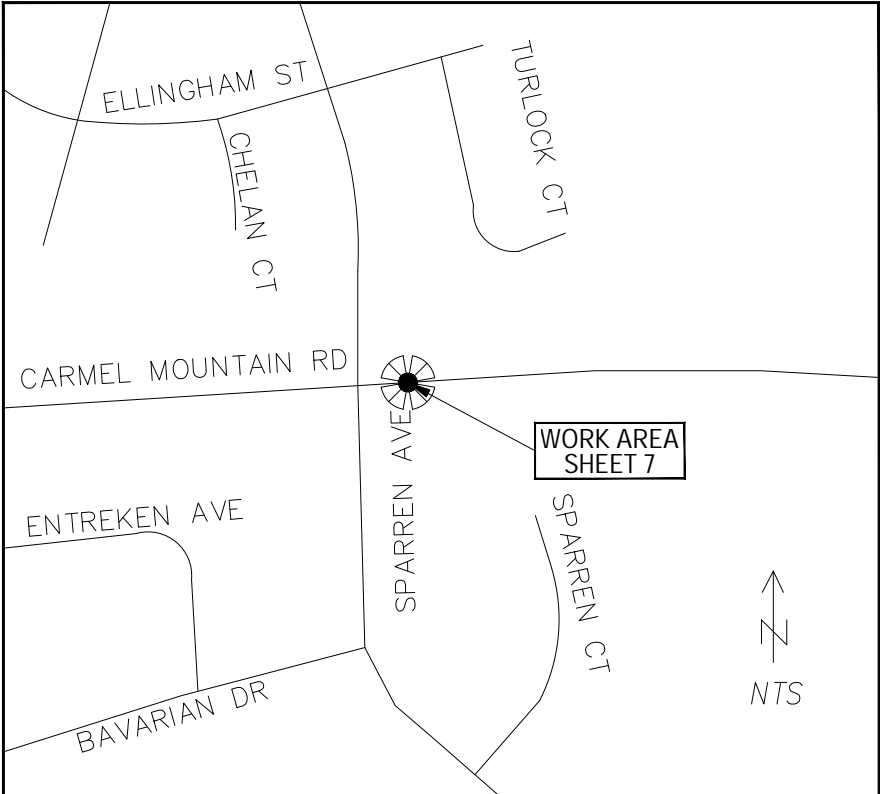 ELLINGHAM ST
TURLOCK CT
CHELAN CT
CARMEL MOUNTAIN RD
SPARREN AVE
WORK AREA
SHEET 7
ENTREKEN AVE
SPARREN CT
BAVARIAN DR
N
NTS